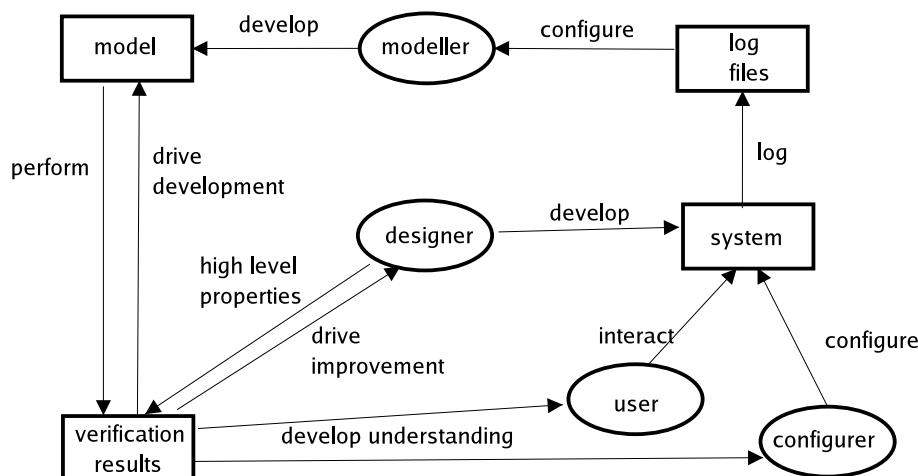 develop
configure
model
modeller
log
files
perform
drive
development
log
develop
designer
system
high level
properties
drive
improvement
interact
configure
user
verification
results
develop understanding
configurer